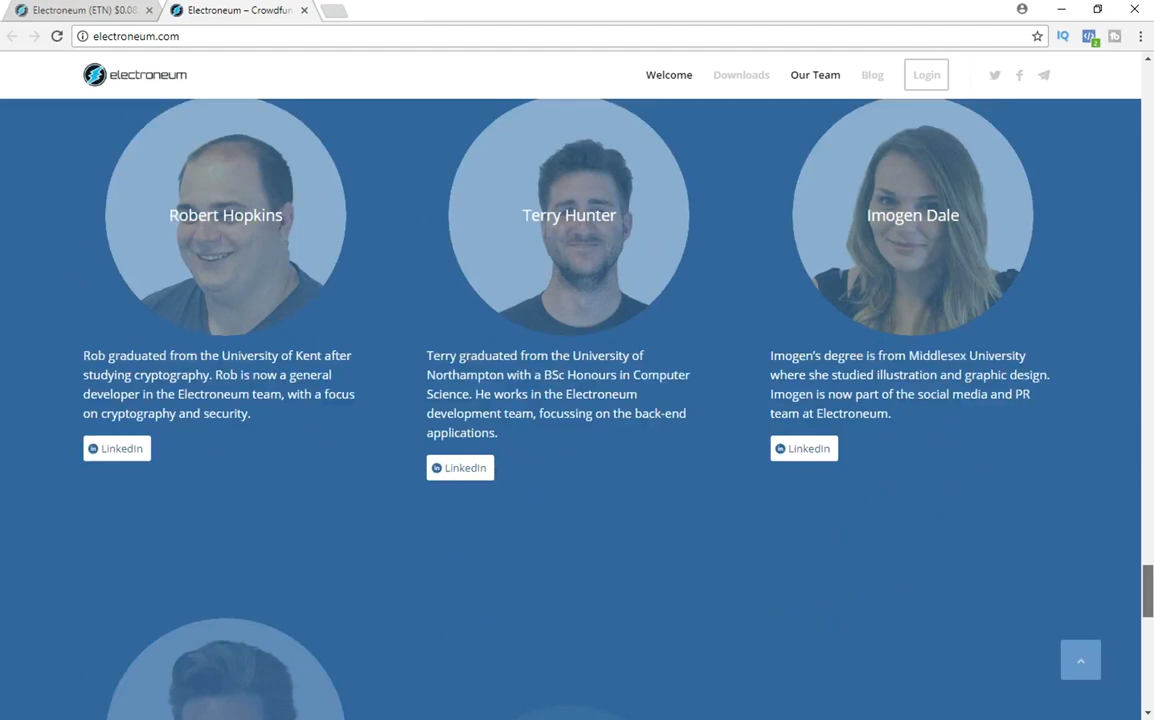 Electroneum (ETN) $0.08
Electroneum – Crowdfun
electroneum.com
IQ
2
electroneum
Welcome
Downloads
Our Team
Blog
Login
Robert Hopkins
Terry Hunter
Imogen Dale
Rob graduated from the University of Kent after
studying cryptography. Rob is now a general
developer in the Electroneum team, with a focus
on cryptography and security.
LinkedIn
Terry graduated from the University of
Northampton with a BSc Honours in Computer
Science. He works in the Electroneum
development team, focussing on the back-end
applications.
LinkedIn
Imogen’s degree is from Middlesex University
where she studied illustration and graphic design.
Imogen is now part of the social media and PR
team at Electroneum.
LinkedIn